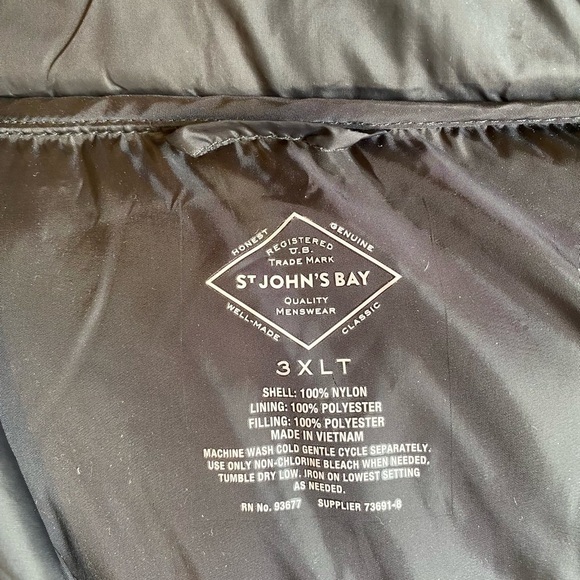 HONEST GENUINE
REGISTERED
U.S.
TRADE MARK
ST JOHN'S BAY
QUALITY
MENSWEAR
WELL-MADE CLASSIC
3XLT
SHELL: 100% NYLON
LINING: 100% POLYESTER
FILLING: 100% POLYESTER
MADE IN VIETNAM
MACHINE WASH COLD GENTLE CYCLE SEPARATELY.
USE ONLY NON-CHLORINE BLEACH WHEN NEEDED,
TUMBLE DRY LOW. IRON ON LOWEST SETTING
AS NEEDED.
RN No. 93677 SUPPLIER 73691-8